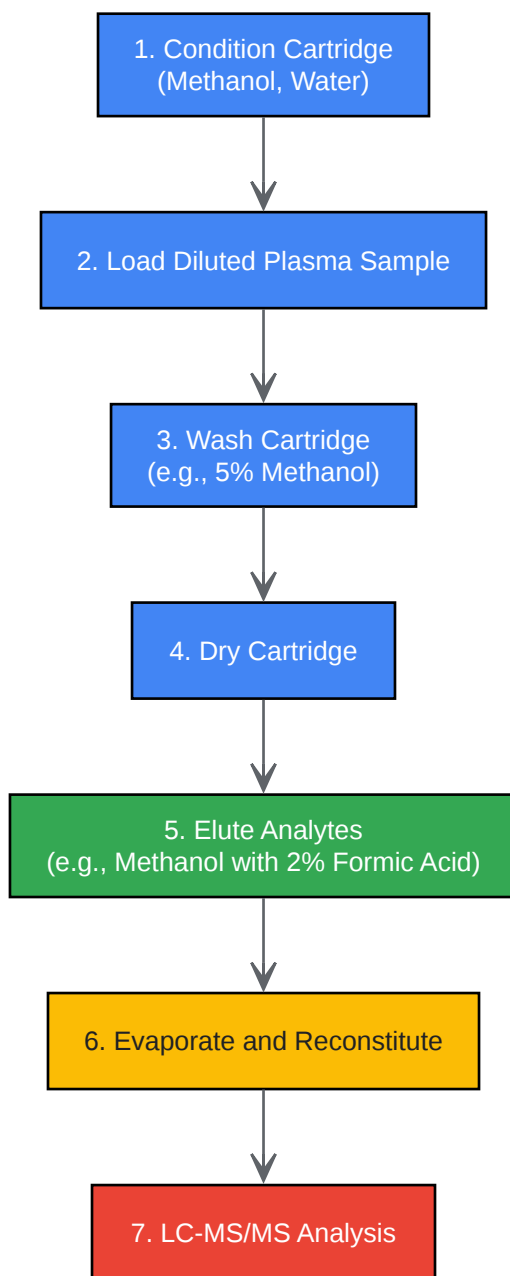 1. Condition Cartridge
(Methanol, Water)
2. Load Diluted Plasma Sample
3. Wash Cartridge
(e.g., 5% Methanol)
4. Dry Cartridge
5. Elute Analytes
(e.g., Methanol with 2% Formic Acid)
6. Evaporate and Reconstitute
7. LC-MS/MS Analysis